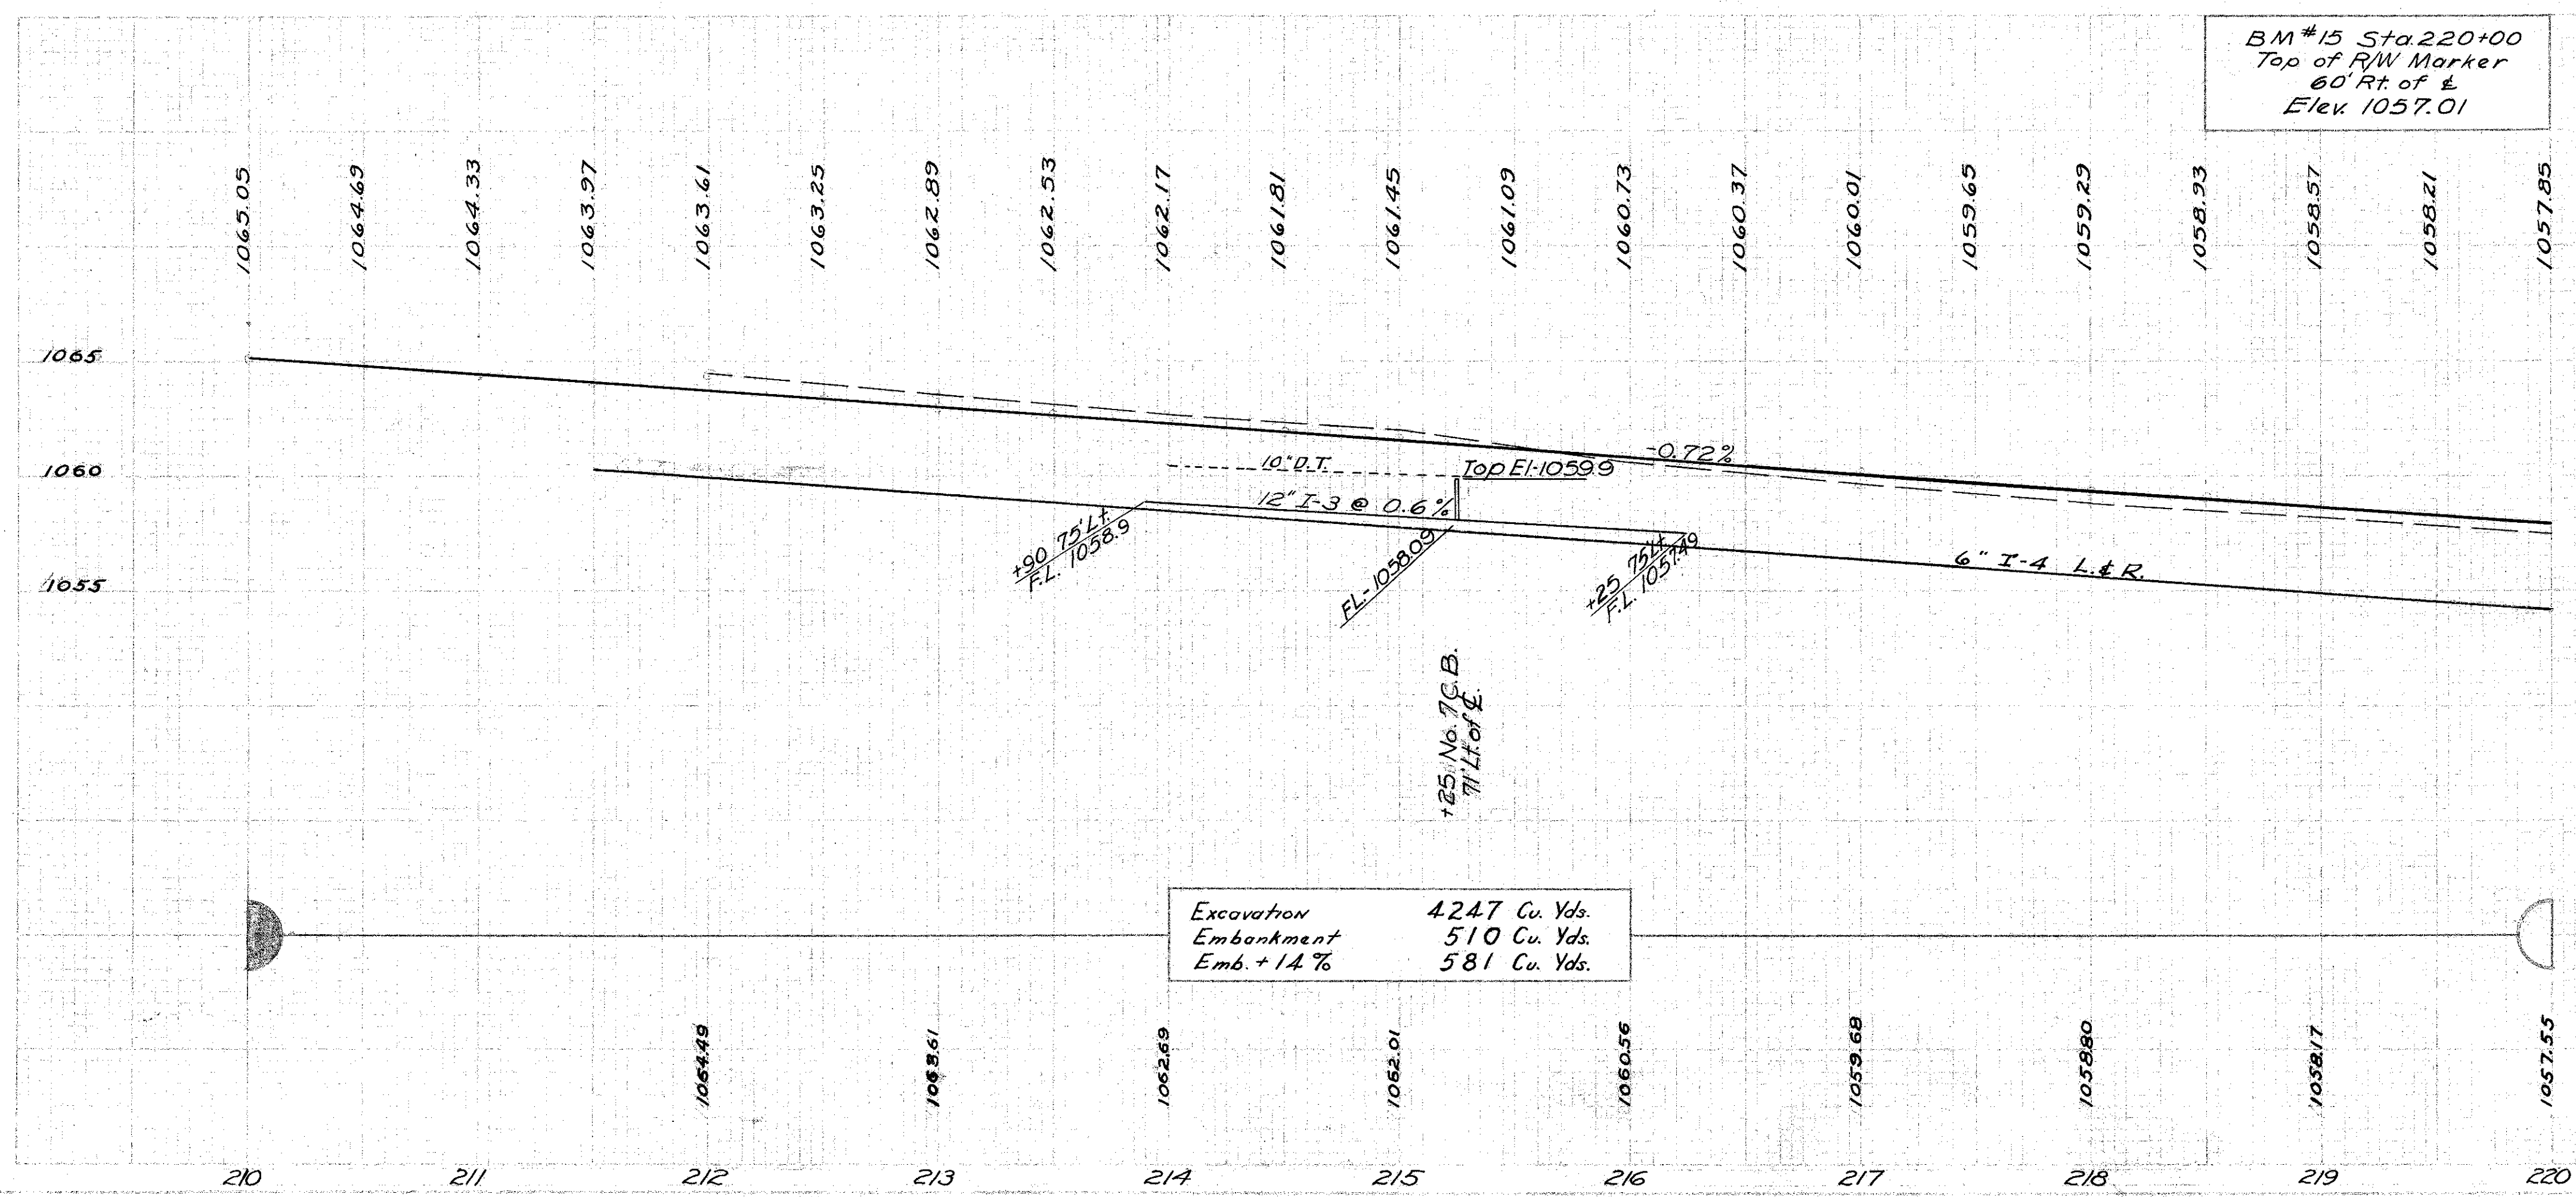 BM #15 Sta. 220+00
Top of R/W Marker
60' Rt. of ℄
Elev. 1057.01
1065.05
1064.69
1064.33
1063.97
1063.61
1063.25
1062.89
1062.53
1062.17
1061.81
1061.45
1061.09
1060.73
1060.37
1060.01
1059.65
1059.29
1058.93
1058.57
1058.21
1057.85
1065
1060
1055
-0.72%
10" D.T.
Top El.-1059.9
12" I-3 @ 0.6%
+90 75' Lt.
F.L. 1058.9
FL.-1058.09
+25 75' Lt.
F.L. 1057.49
6" I-4 L. & R.
+25 No. 7 C.B.
71' Lt. of ℄
Excavation 4247 Cu. Yds.
Embankment 510 Cu. Yds.
Emb. + 14% 581 Cu. Yds.
1064.49
1063.61
1062.69
1062.01
1060.56
1059.68
1058.80
1058.17
1057.55
210
211
212
213
214
215
216
217
218
219
220